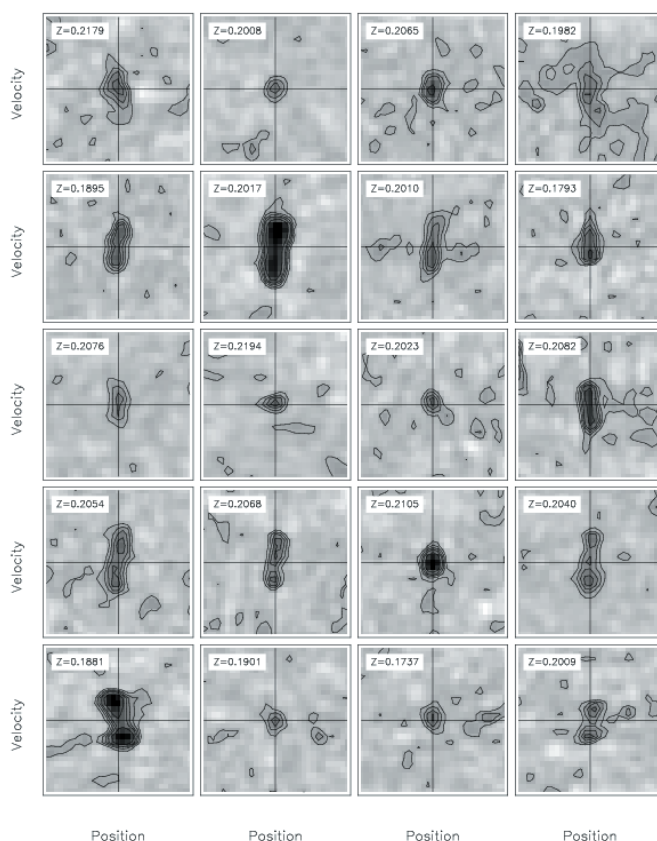 Z=0.2179 Z=0.2008 Z=0.2065 Z=0.1982
Velocity
Z=0.1895 Z=0.2017 Z=0.2010 Z=0.1793
Velocity
Z=0.2076 Z=0.2194 Z=0.2023 Z=0.2082
Velocity
Z=0.2054 Z=0.2068 Z=0.2105 Z=0.2040
Velocity
Z=0.1881 Z=0.1901 Z=0.1737 Z=0.2009
Velocity
Position Position Position Position